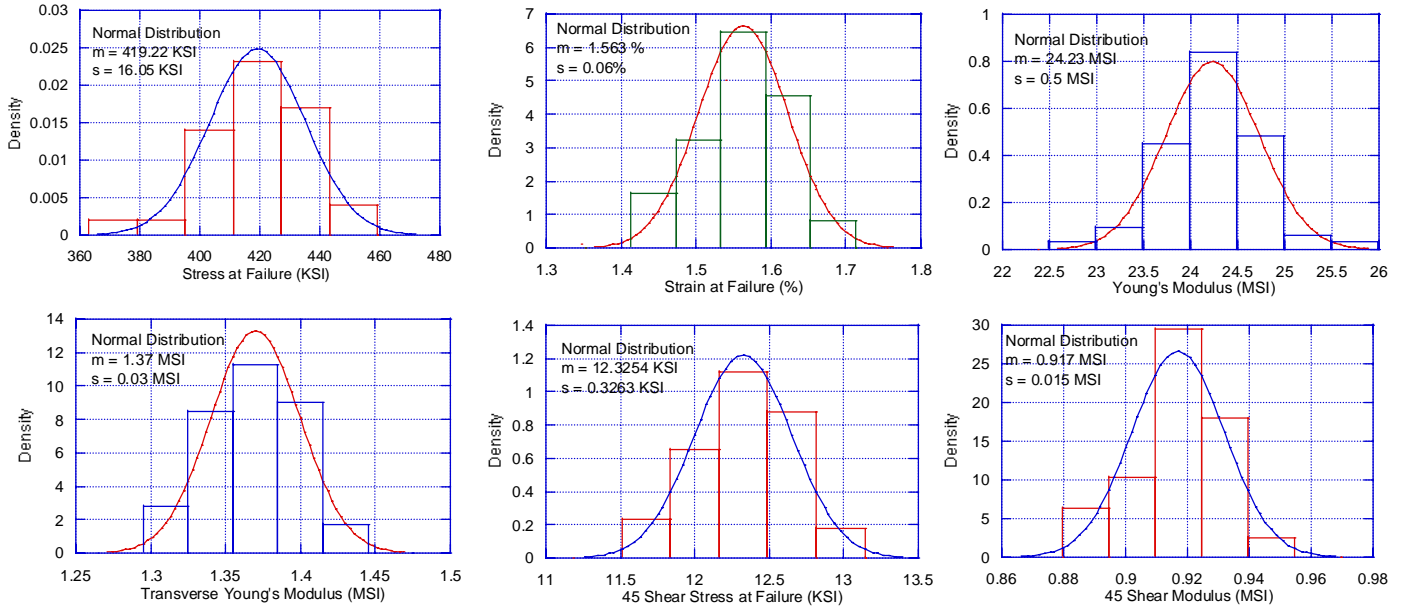 Normal Distribution
m = 419.22 KSI
s = 16.05 KSI
Density
0.03
0.025
0.02
0.015
0.01
0.005
0
360 380 400 420 440 460 480
Stress at Failure (KSI)
Normal Distribution
m = 1.563 %
s = 0.06%
Density
7
6
5
4
3
2
1
0
1.3 1.4 1.5 1.6 1.7 1.8
Strain at Failure (%)
Normal Distribution
m = 24.23 MSI
s = 0.5 MSI
Density
1
0.8
0.6
0.4
0.2
0
22 22.5 23 23.5 24 24.5 25 25.5 26
Young's Modulus (MSI)
Normal Distribution
m = 1.37 MSI
s = 0.03 MSI
Density
14
12
10
8
6
4
2
0
1.25 1.3 1.35 1.4 1.45 1.5
Transverse Young's Modulus (MSI)
Normal Distribution
m = 12.3254 KSI
s = 0.3263 KSI
Density
1.4
1.2
1
0.8
0.6
0.4
0.2
0
11 11.5 12 12.5 13 13.5
45 Shear Stress at Failure (KSI)
Normal Distribution
m = 0.917 MSI
s = 0.015 MSI
Density
30
25
20
15
10
5
0
0.86 0.88 0.9 0.92 0.94 0.96 0.98
45 Shear Modulus (MSI)